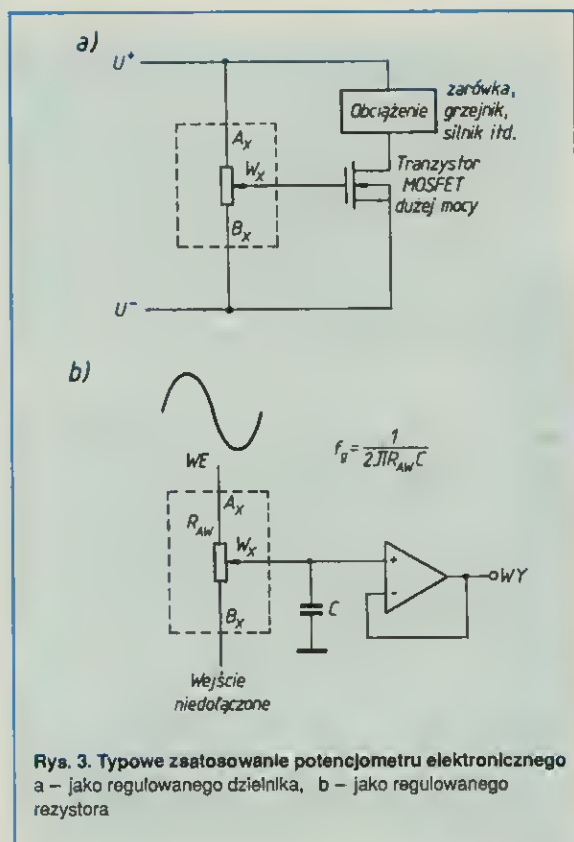 a)
U⁺
Obciążenie
żarówka,
grzejnik,
silnik itd.
A_X
W_X
B_X
Tranzystor
MOSFET
dużej mocy
U⁻
b)
WE
f_g = 1 / 2πR_AW C
A_X
R_AW
W_X
B_X
C
+
-
WY
Wejście
niedołączone
Rys. 3. Typowe zsatosowanie potencjometru elektronicznego
a – jako regulowanego dzielnika, b – jako regulowanego
rezystora